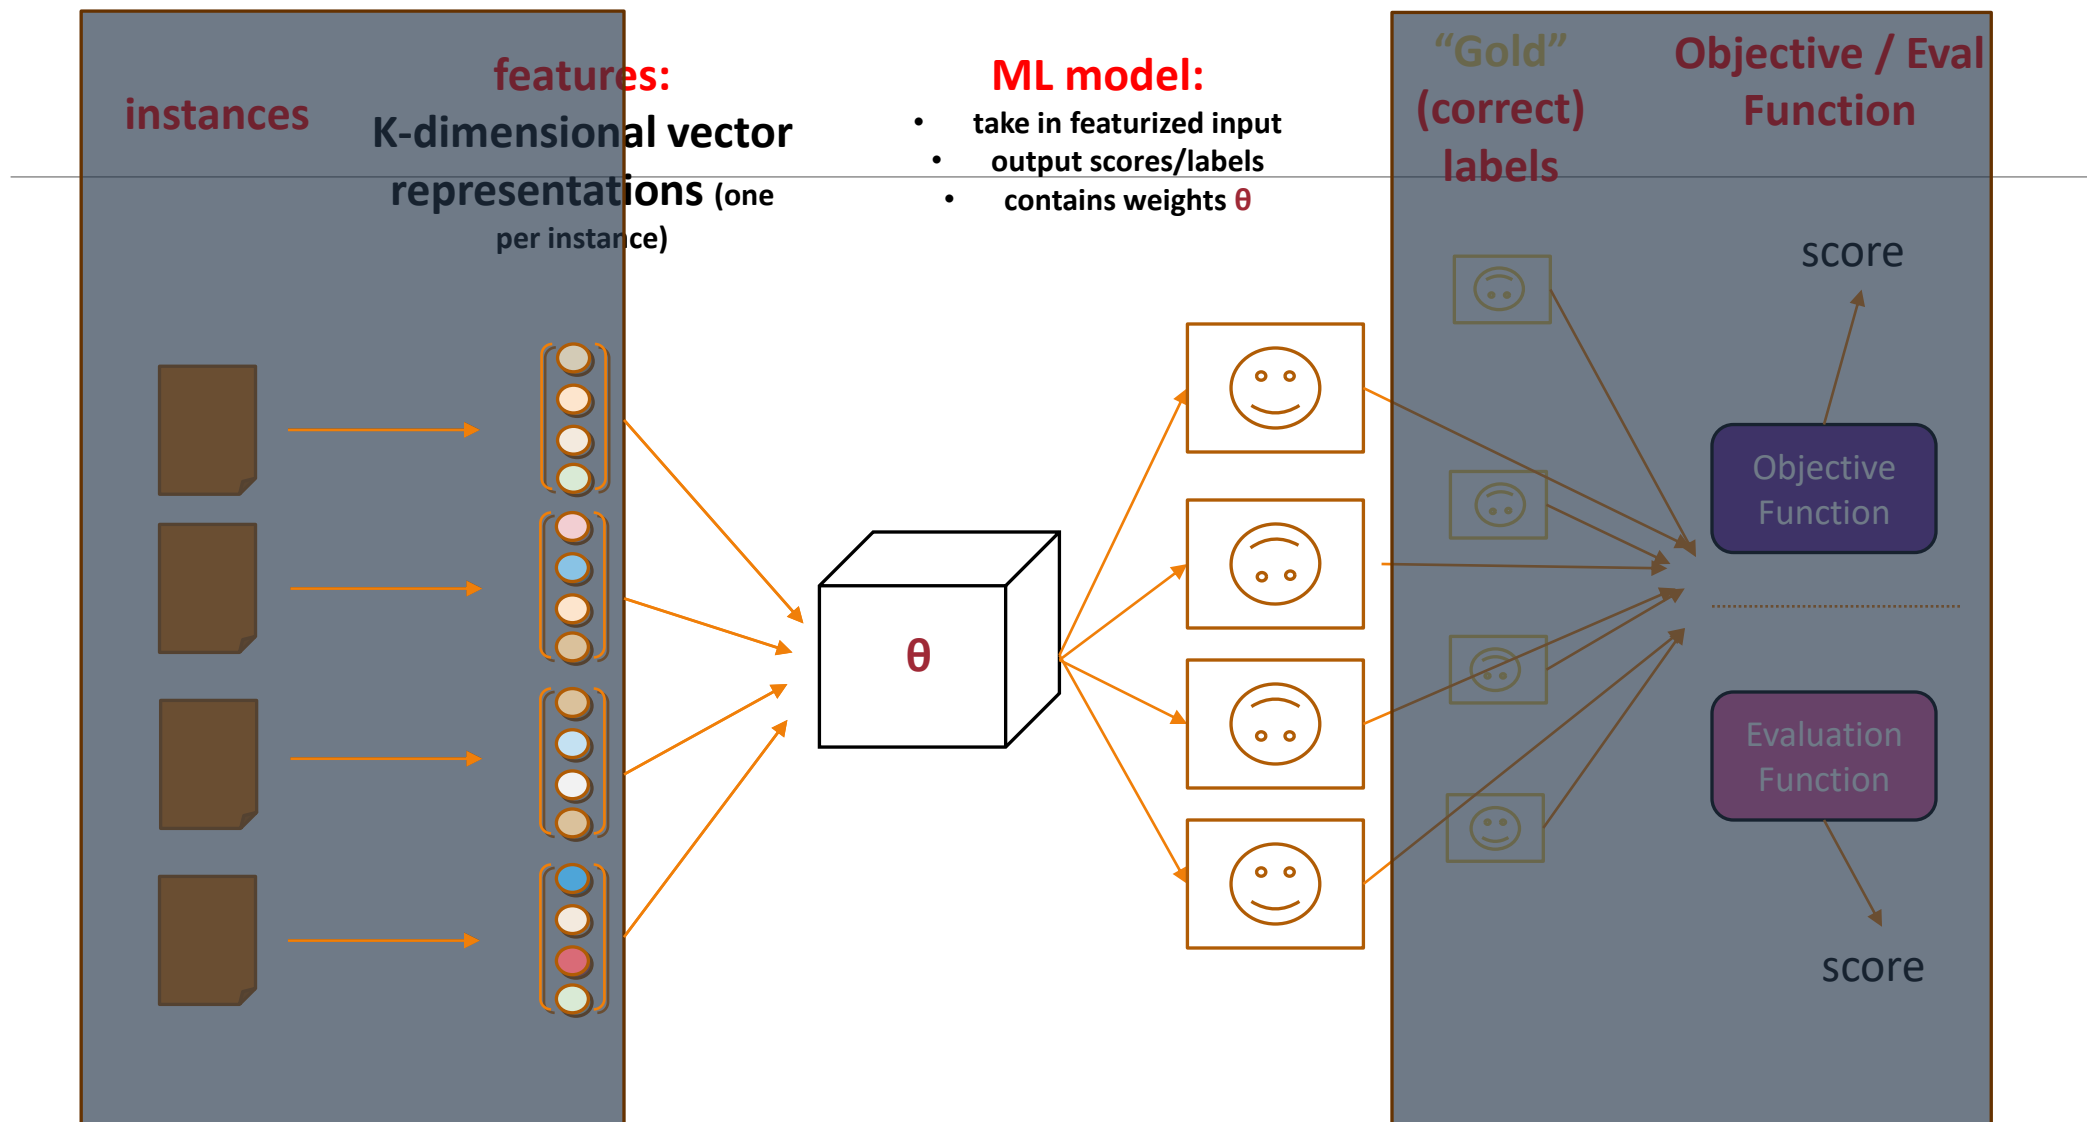 instances
features:
K-dimensional vector
representations (one
per instance)
ML model:
• take in featurized input
• output scores/labels
• contains weights θ
“Gold”
(correct)
labels
Objective / Eval
Function
score
Objective
Function
θ
Evaluation
Function
score